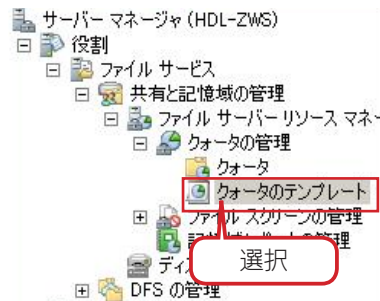 サーバー マネージャ (HDL-ZWS)
役割
ファイル サービス
共有と記憶域の管理
ファイル サーバー リソース マネー
クォータの管理
クォータ
クォータのテンプレート
ファイル スクリーンの管理
管理
選択
DFS の管理